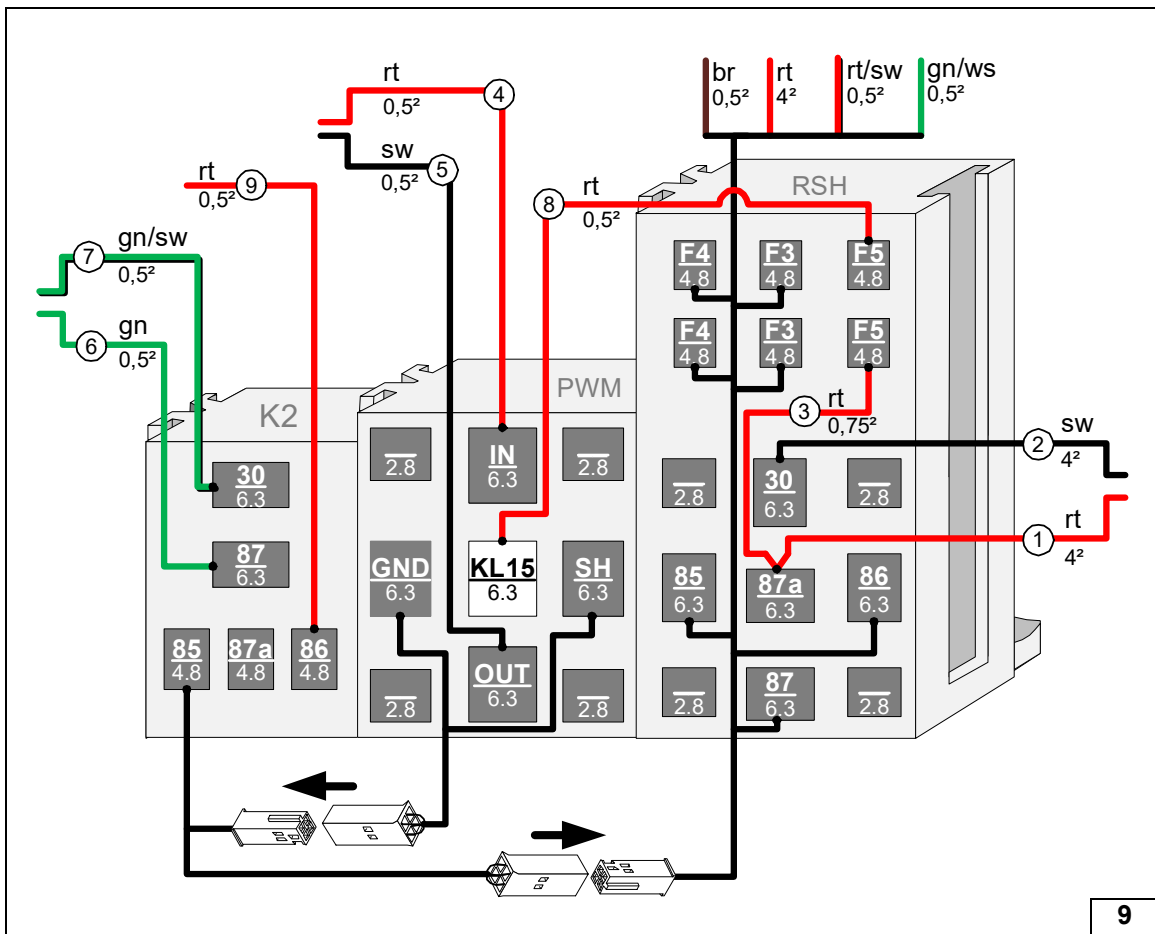 br
0,5²
rt
4²
rt/sw
0,5²
gn/ws
0,5²
rt
4
0,5²
sw
5
0,5²
rt
9
0,5²
8
rt
0,5²
RSH
7
gn/sw
0,5²
6
gn
0,5²
F4
4.8
F3
4.8
F5
4.8
F4
4.8
F3
4.8
F5
4.8
3
rt
0,75²
2
sw
4²
1
rt
4²
2.8
30
6.3
2.8
85
6.3
87a
6.3
86
6.3
2.8
87
6.3
2.8
PWM
2.8
IN
6.3
2.8
GND
6.3
KL15
6.3
SH
6.3
2.8
OUT
6.3
2.8
K2
30
6.3
87
6.3
85
4.8
87a
4.8
86
4.8
9